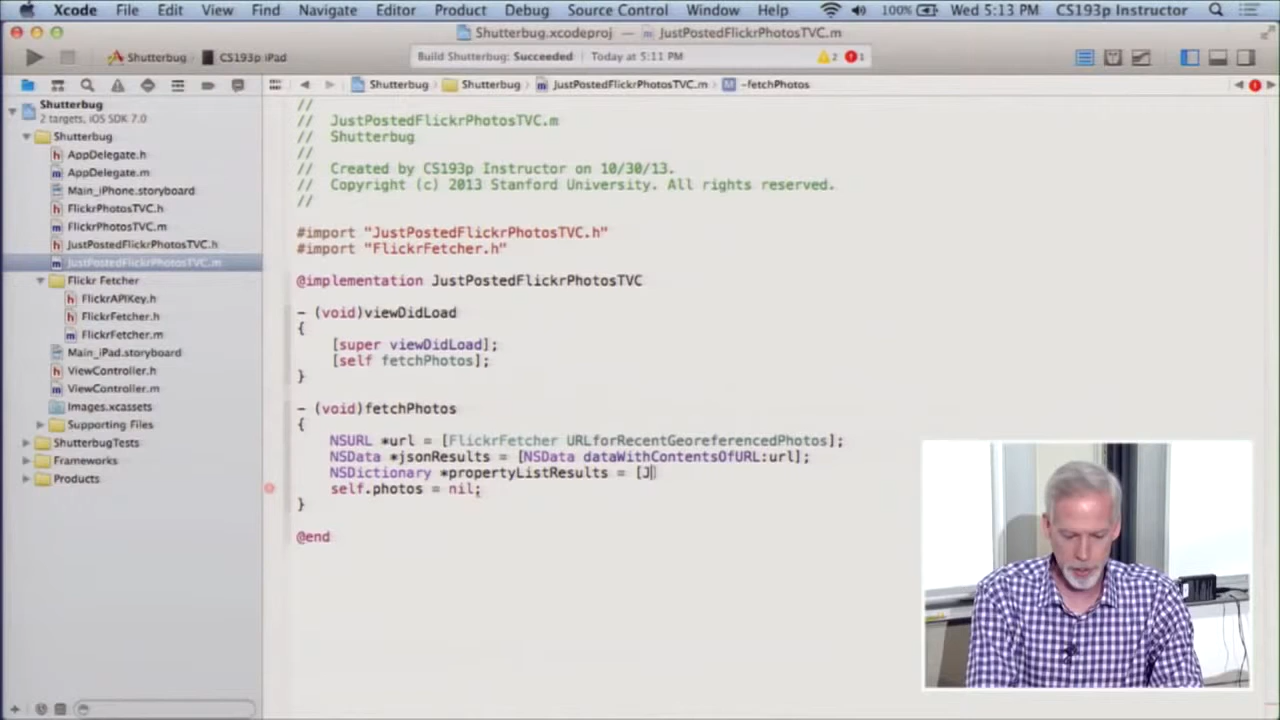 Xcode File Edit View Find Navigate Editor Product Debug Source Control Window Help 100% Wed 5:13 PM CS193p Instructor
Shutterbug.xcodeproj — JustPostedFlickrPhotosTVC.m
Shutterbug CS193p iPad Build Shutterbug: Succeeded Today at 5:11 PM 2 1
Shutterbug Shutterbug JustPostedFlickrPhotosTVC.m -fetchPhotos
Shutterbug
2 targets, iOS SDK 7.0
Shutterbug
AppDelegate.h
AppDelegate.m
Main_iPhone.storyboard
FlickrPhotosTVC.h
FlickrPhotosTVC.m
JustPostedFlickrPhotosTVC.h
JustPostedFlickrPhotosTVC.m
Flickr Fetcher
FlickrAPIKey.h
FlickrFetcher.h
FlickrFetcher.m
Main_iPad.storyboard
ViewController.h
ViewController.m
Images.xcassets
Supporting Files
ShutterbugTests
Frameworks
Products
//
// JustPostedFlickrPhotosTVC.m
// Shutterbug
//
// Created by CS193p Instructor on 10/30/13.
// Copyright (c) 2013 Stanford University. All rights reserved.
//
#import "JustPostedFlickrPhotosTVC.h"
#import "FlickrFetcher.h"
@implementation JustPostedFlickrPhotosTVC
- (void)viewDidLoad
{
[super viewDidLoad];
[self fetchPhotos];
}
- (void)fetchPhotos
{
NSURL *url = [FlickrFetcher URLforRecentGeoreferencedPhotos];
NSData *jsonResults = [NSData dataWithContentsOfURL:url];
NSDictionary *propertyListResults = [J
self.photos = nil;
}
@end